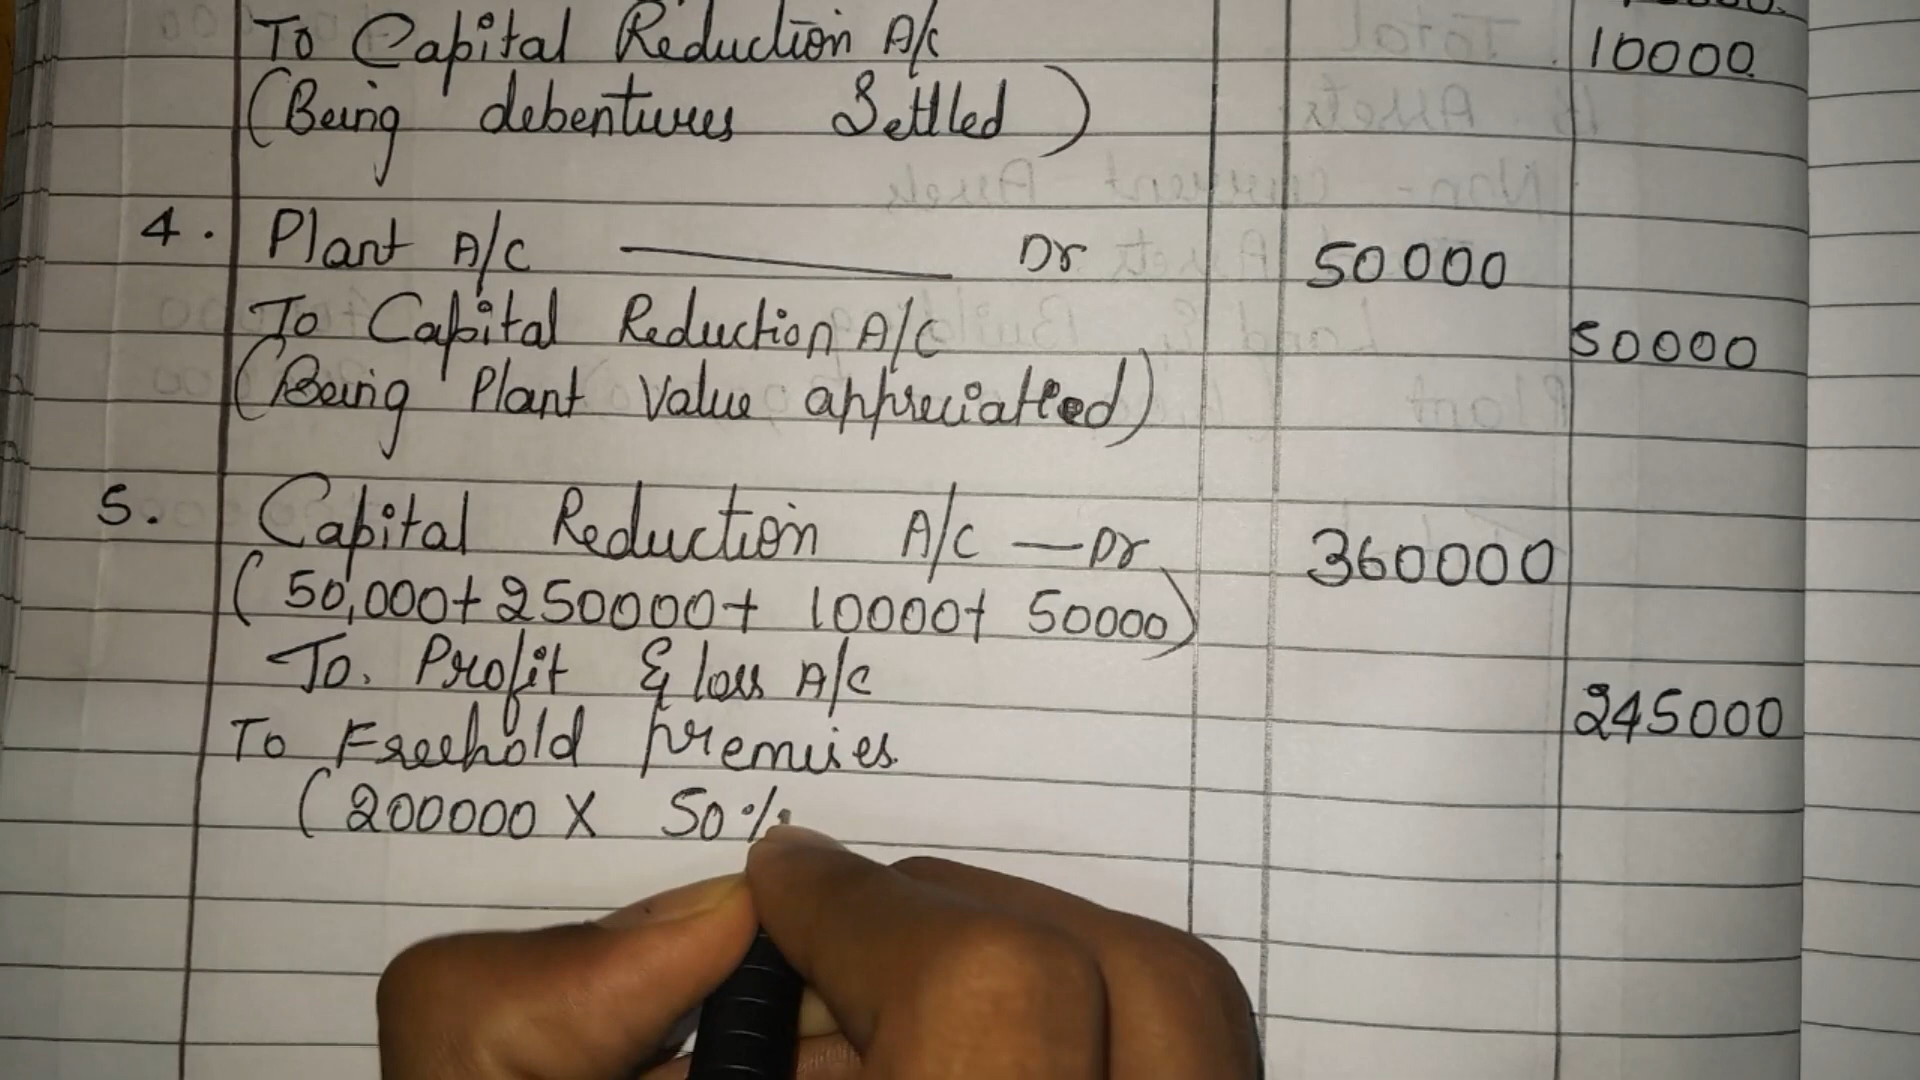 To Capital Reduction A/c 10000
(Being debentures Settled)
4. Plant A/C Dr 50000
To Capital Reduction A/C 50000
(Being Plant Value appreciatted)
5. Capital Reduction A/C — Dr 360000
(50,000+250000+ 10000+ 50000)
To. Profit & loss A/C 245000
To Freehold premises
(200000 X 50%